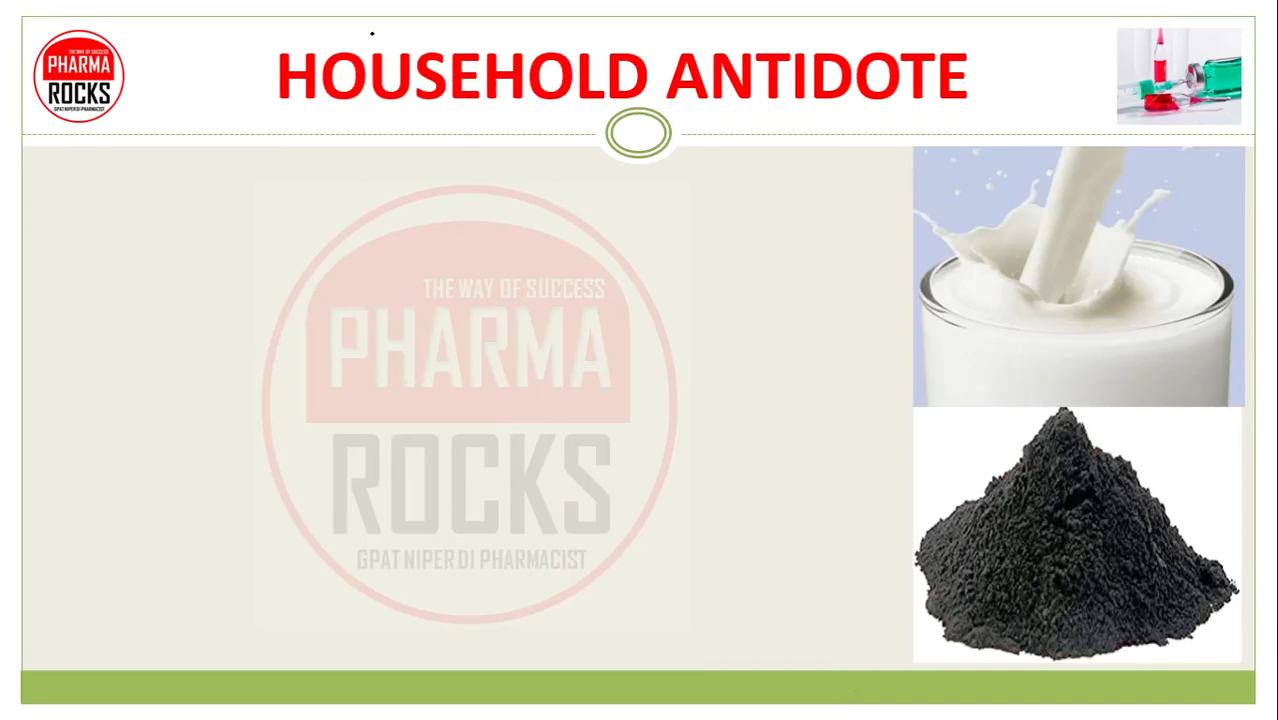 THE WAY OF SUCCESS
PHARMA
ROCKS
GPAT NIPER DI PHARMACIST
HOUSEHOLD ANTIDOTE
THE WAY OF SUCCESS
PHARMA
ROCKS
GPAT NIPER DI PHARMACIST